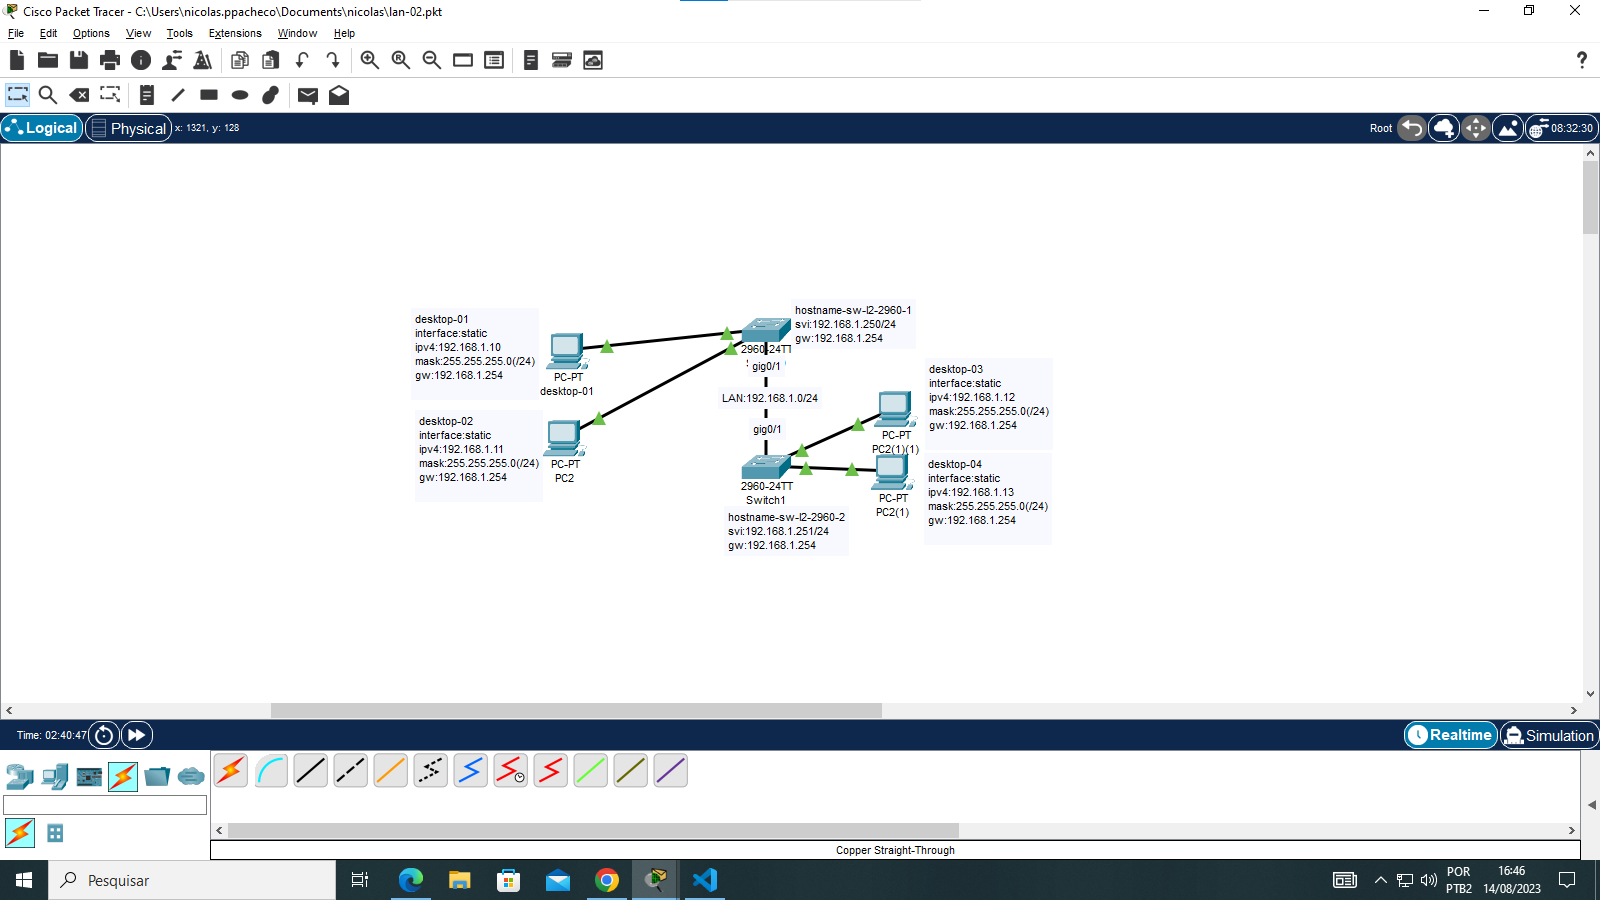 Cisco Packet Tracer - C:\Users\nicolas.ppacheco\Documents\nicolas\lan-02.pkt
File Edit Options View Tools Extensions Window Help
Logical Physical x: 1321, y: 128 Root 08:32:30
desktop-01
interface:static
ipv4:192.168.1.10
mask:255.255.255.0(/24)
gw:192.168.1.254
PC-PT
desktop-01
hostname-sw-l2-2960-1
svi:192.168.1.250/24
gw:192.168.1.254
2960-24TT
gig0/1
LAN:192.168.1.0/24
gig0/1
desktop-02
interface:static
ipv4:192.168.1.11
mask:255.255.255.0(/24)
gw:192.168.1.254
PC-PT
PC2
desktop-03
interface:static
ipv4:192.168.1.12
mask:255.255.255.0(/24)
gw:192.168.1.254
PC-PT
PC2(1)(1)
2960-24TT
Switch1
hostname-sw-l2-2960-2
svi:192.168.1.251/24
gw:192.168.1.254
PC-PT
PC2(1)
desktop-04
interface:static
ipv4:192.168.1.13
mask:255.255.255.0(/24)
gw:192.168.1.254
Time: 02:40:47 Realtime Simulation
Copper Straight-Through
Pesquisar
POR
PTB2
16:46
14/08/2023